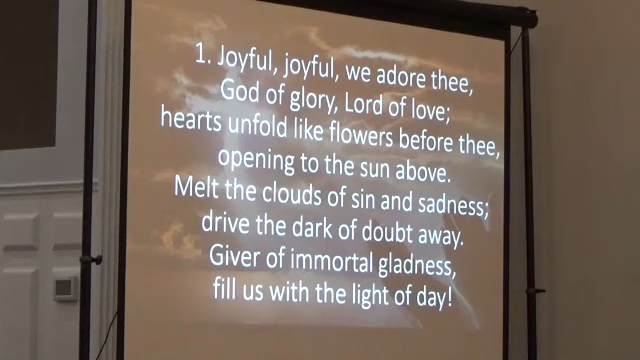 1. Joyful, joyful, we adore thee,
God of glory, Lord of love;
hearts unfold like flowers before thee,
opening to the sun above.
Melt the clouds of sin and sadness;
drive the dark of doubt away.
Giver of immortal gladness,
fill us with the light of day!